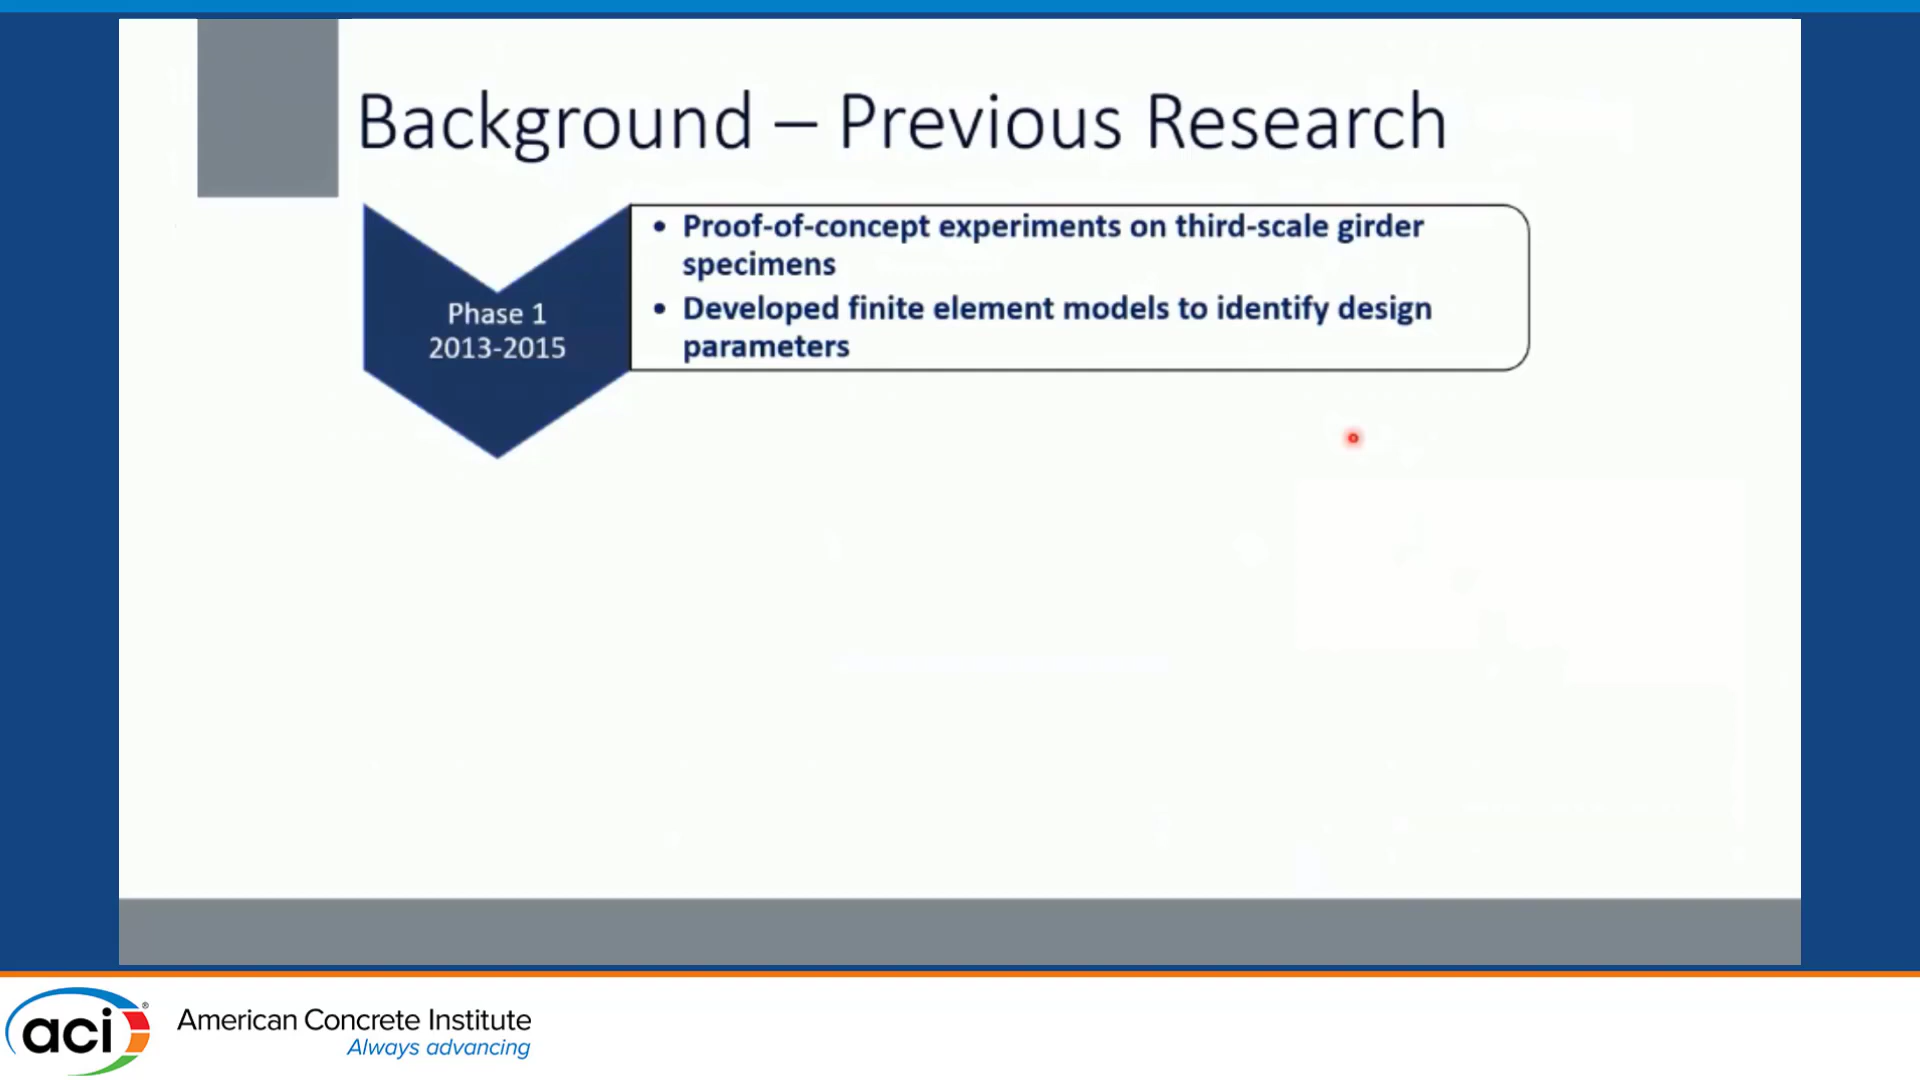 Background – Previous Research
• Proof-of-concept experiments on third-scale girder
specimens
• Developed finite element models to identify design
parameters
Phase 1
2013-2015
aci®
American Concrete Institute
Always advancing